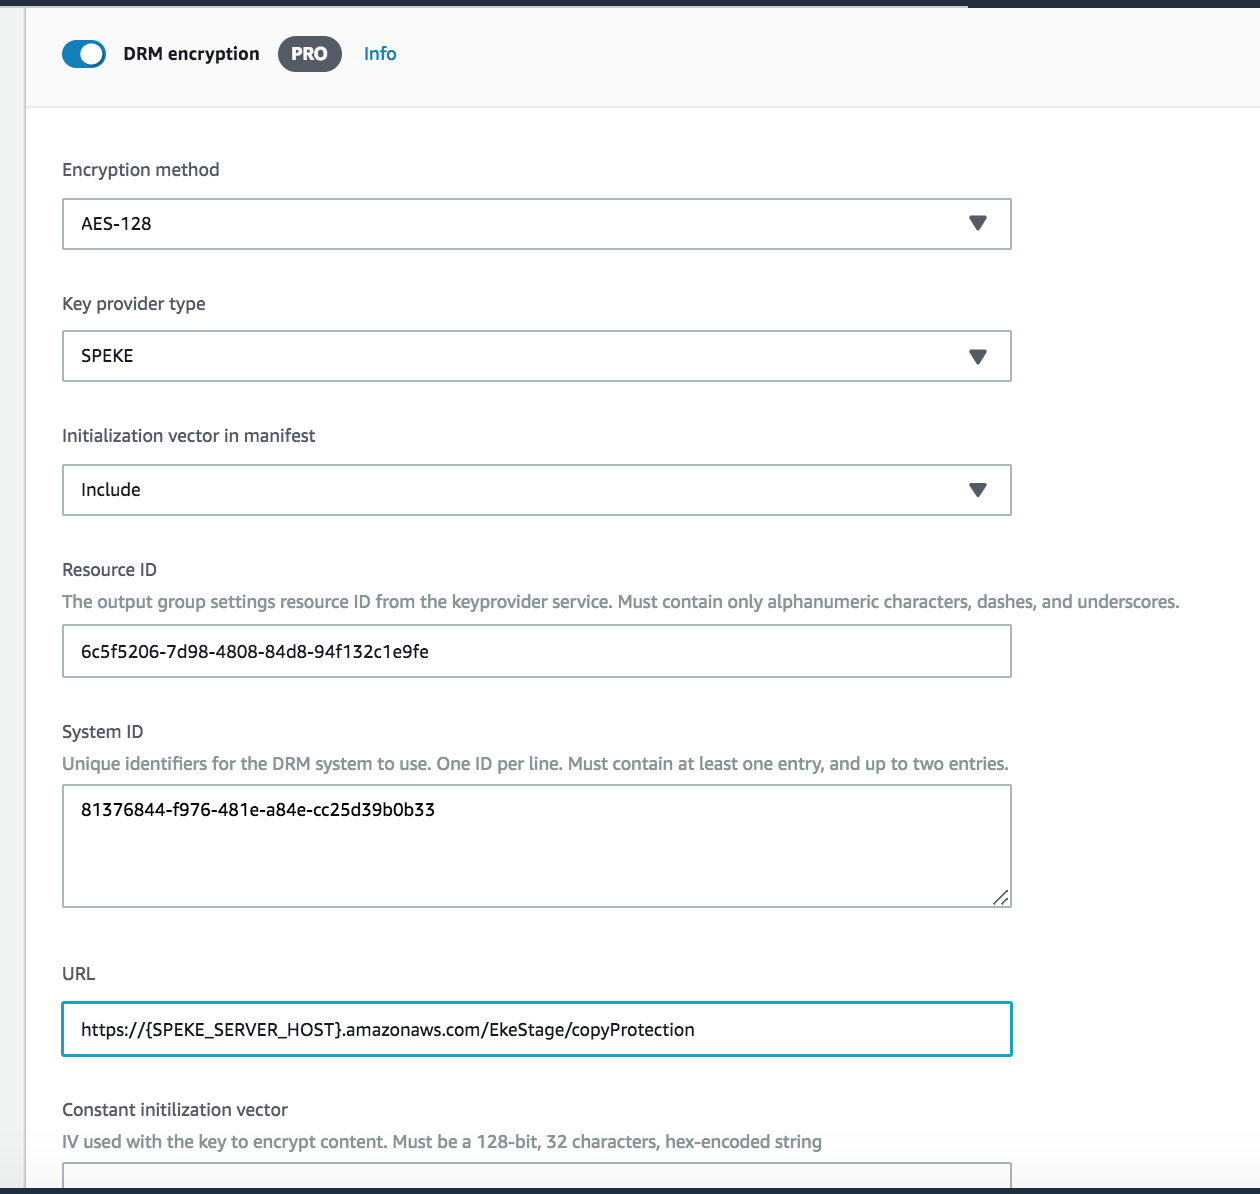 DRM encryption PRO Info
Encryption method
AES-128
Key provider type
SPEKE
Initialization vector in manifest
Include
Resource ID
The output group settings resource ID from the keyprovider service. Must contain only alphanumeric characters, dashes, and underscores.
6c5f5206-7d98-4808-84d8-94f132c1e9fe
System ID
Unique identifiers for the DRM system to use. One ID per line. Must contain at least one entry, and up to two entries.
81376844-f976-481e-a84e-cc25d39b0b33
URL
https://{SPEKE_SERVER_HOST}.amazonaws.com/EkeStage/copyProtection
Constant initilization vector
IV used with the key to encrypt content. Must be a 128-bit, 32 characters, hex-encoded string